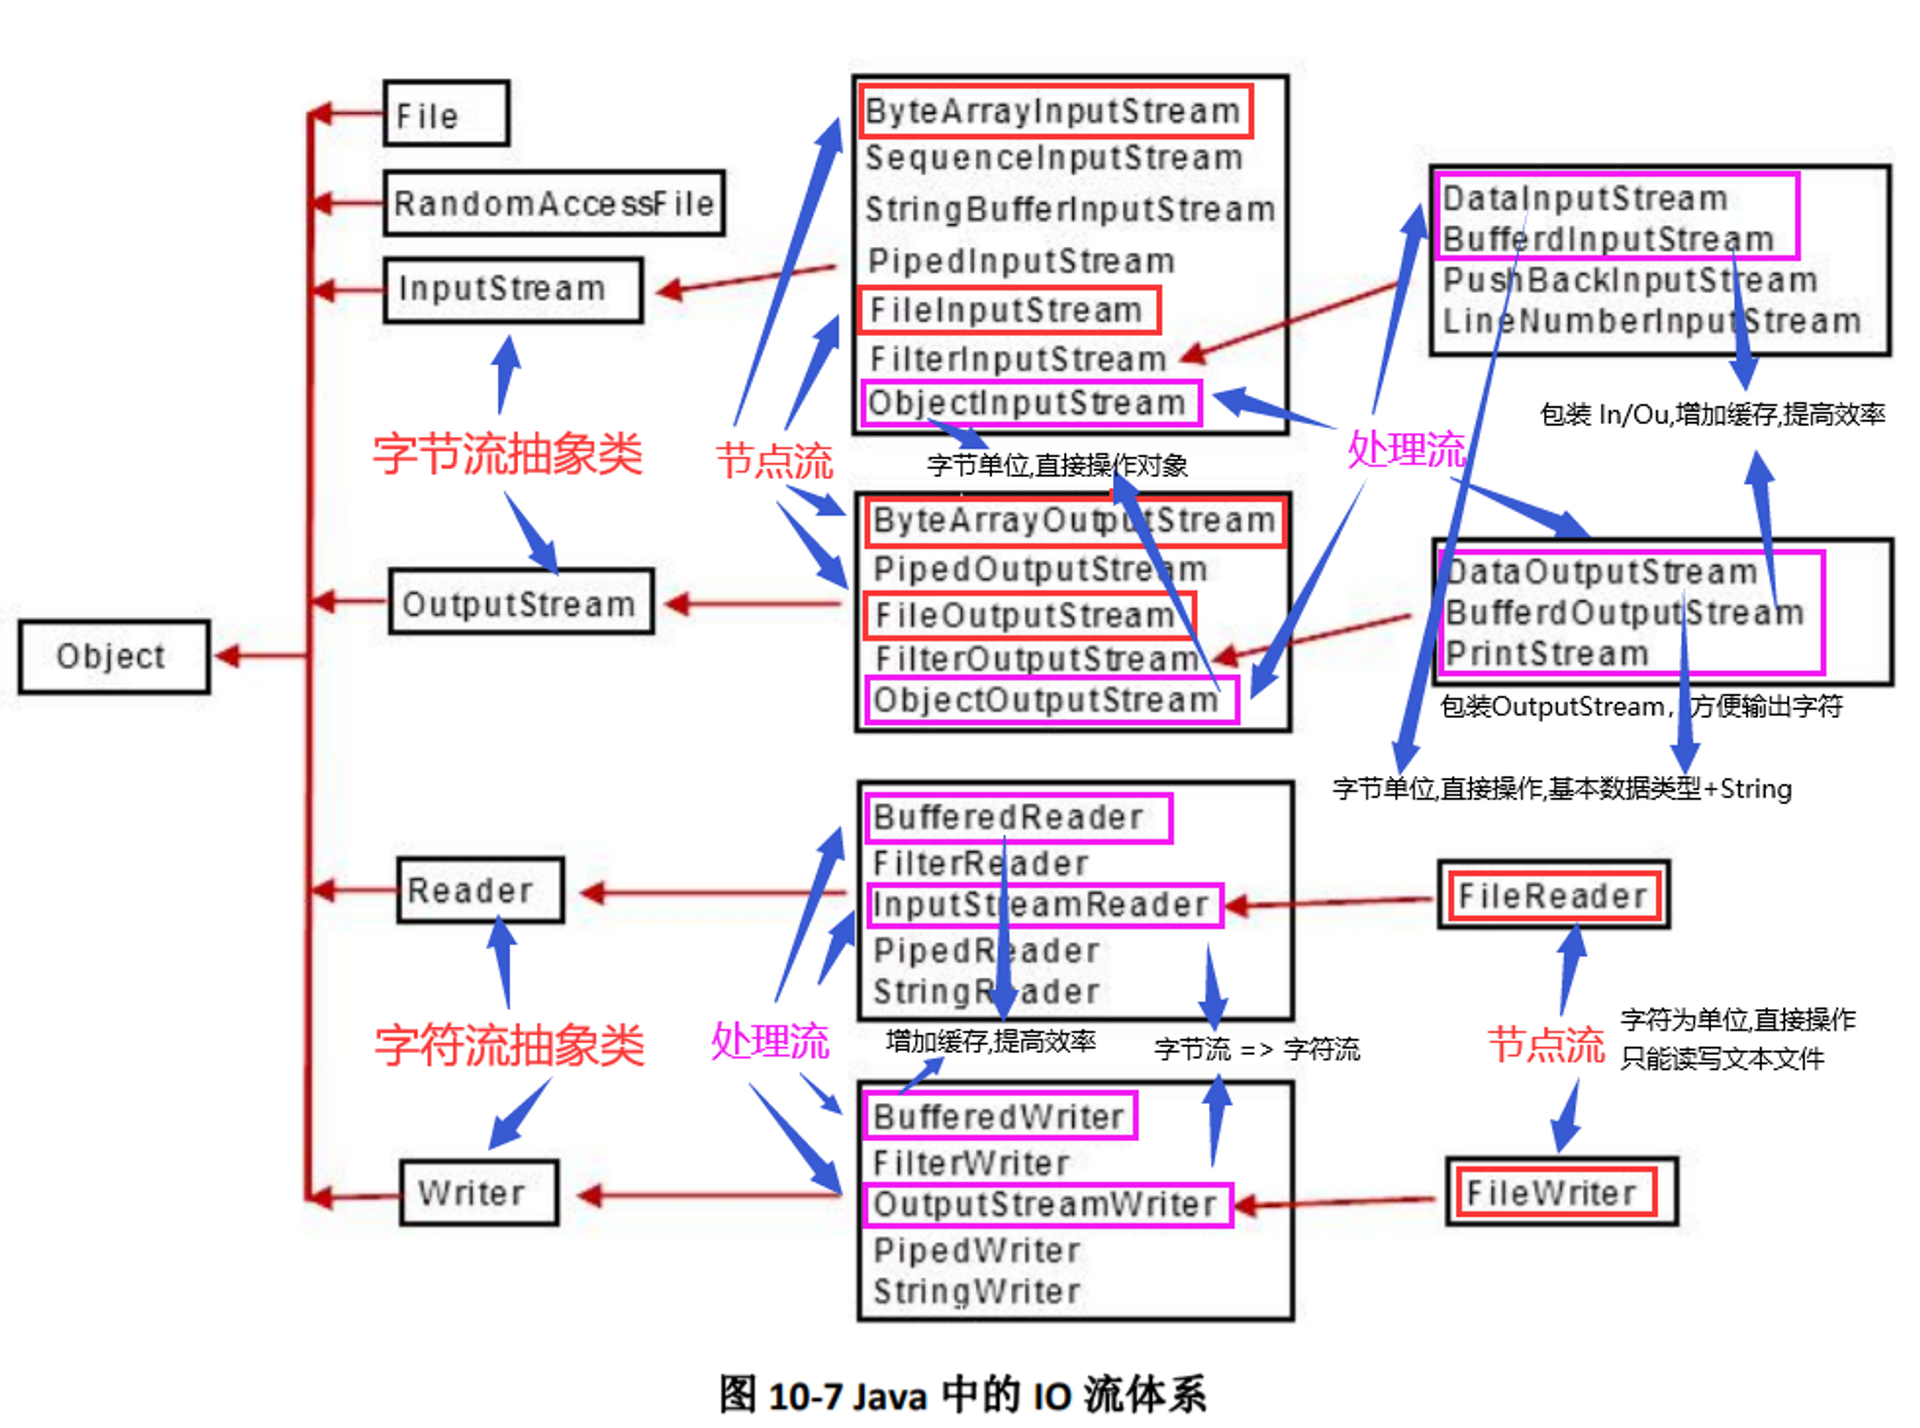 File
RandomAccessFile
InputStream
字节流抽象类
OutputStream
Object
Reader
字符流抽象类
Writer
节点流
ByteArrayInputStream
SequenceInputStream
StringBufferInputStream
PipedInputStream
FileInputStream
FilterInputStream
ObjectInputStream
字节单位,直接操作对象
ByteArrayOutputStream
PipedOutputStream
FileOutputStream
FilterOutputStream
ObjectOutputStream
处理流
DataInputStream
BufferdInputStream
PushBackInputStream
LineNumberInputStream
包装 In/Ou,增加缓存,提高效率
DataOutputStream
BufferdOutputStream
PrintStream
包装OutputStream，方便输出字符
字节单位,直接操作,基本数据类型+String
处理流
BufferedReader
FilterReader
InputStreamReader
PipedReader
StringReader
增加缓存,提高效率
字节流 => 字符流
BufferedWriter
FilterWriter
OutputStreamWriter
PipedWriter
StringWriter
FileReader
节点流
字符为单位,直接操作
只能读写文本文件
FileWriter
图 10-7 Java 中的 IO 流体系